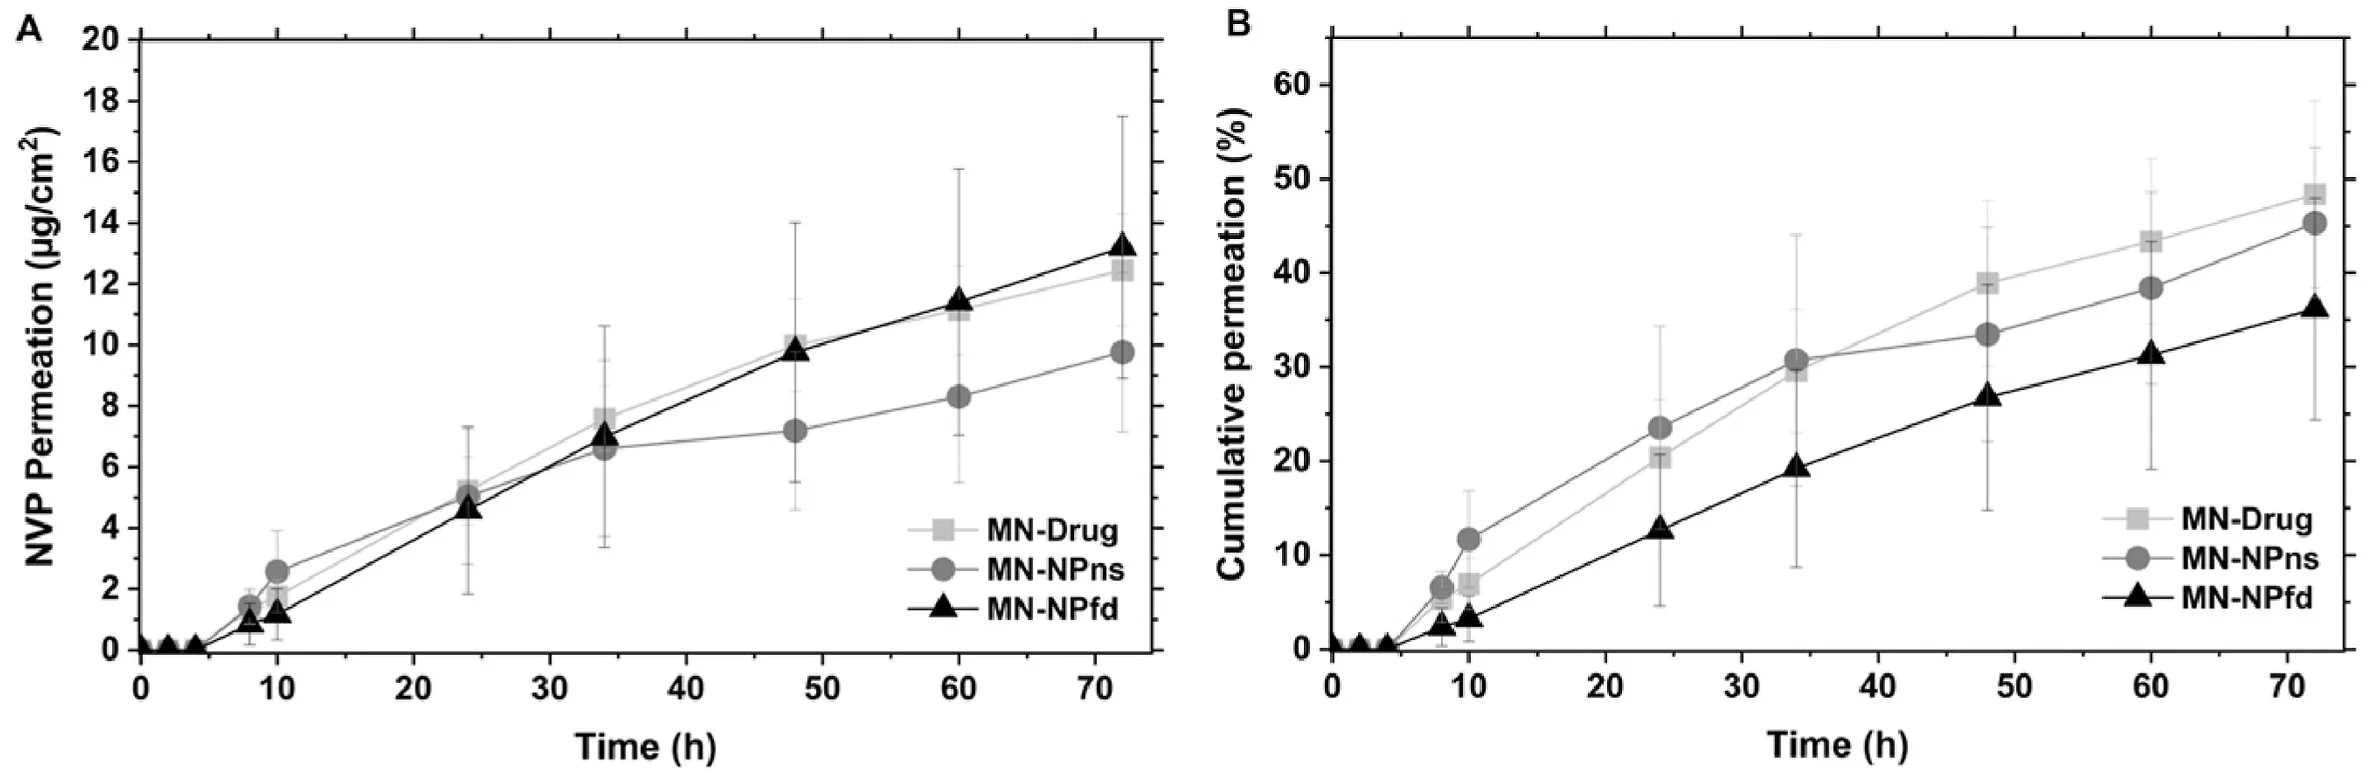 A
NVP Permeation (µg/cm²)
20
18
16
14
12
10
8
6
4
2
0
0 10 20 30 40 50 60 70
Time (h)
MN-Drug
MN-NPns
MN-NPfd
B
Cumulative permeation (%)
60
50
40
30
20
10
0
0 10 20 30 40 50 60 70
Time (h)
MN-Drug
MN-NPns
MN-NPfd